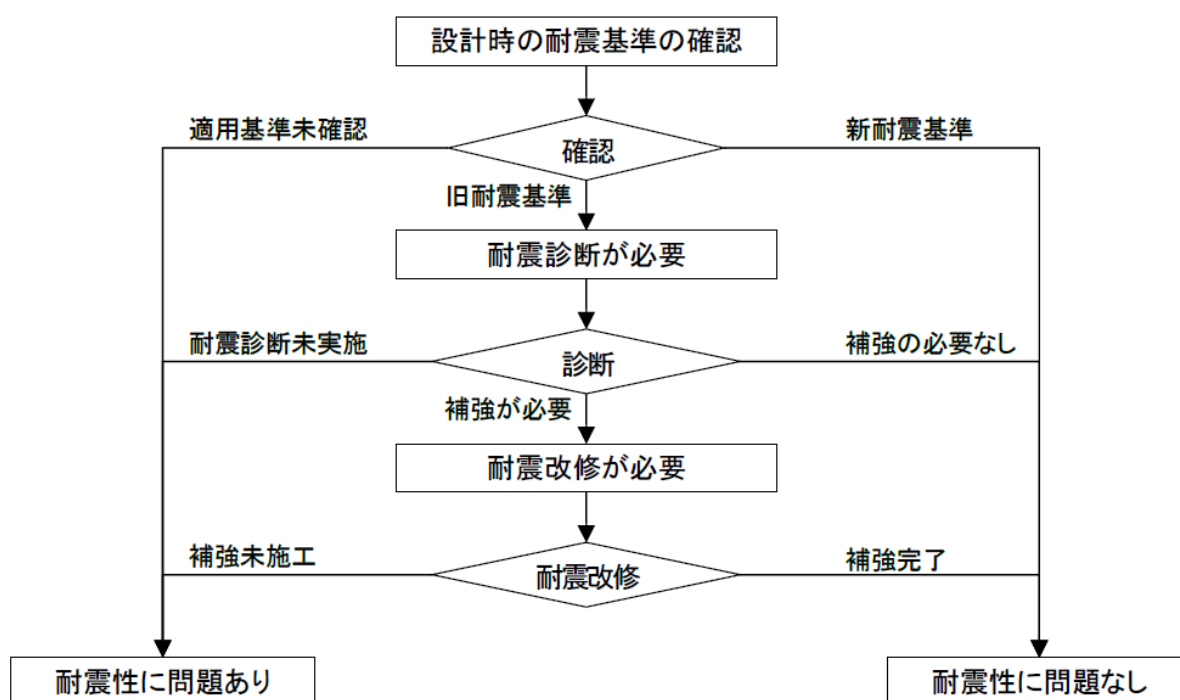 設計時の耐震基準の確認
適用基準未確認
新耐震基準
確認
旧耐震基準
耐震診断が必要
耐震診断未実施
補強の必要なし
診断
補強が必要
耐震改修が必要
補強未施工
補強完了
耐震改修
耐震性に問題あり
耐震性に問題なし